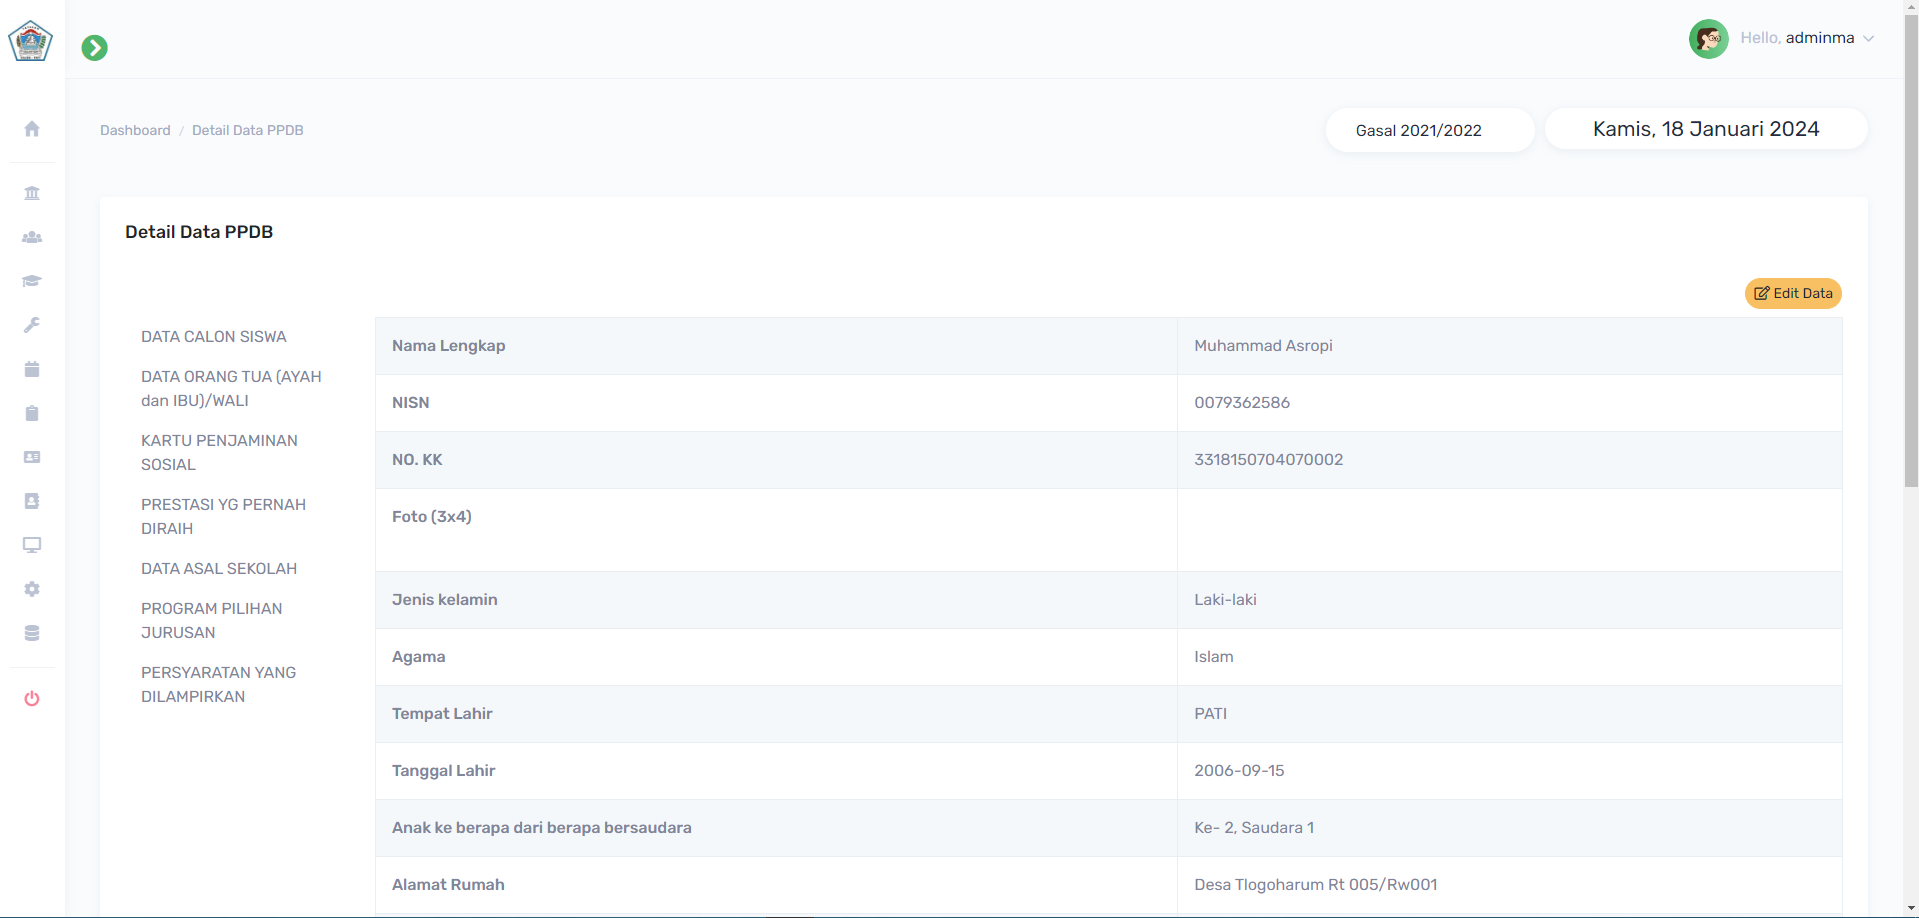 Hello, adminma
Dashboard / Detail Data PPDB
Gasal 2021/2022
Kamis, 18 Januari 2024
Detail Data PPDB
Edit Data
DATA CALON SISWA
DATA ORANG TUA (AYAH
dan IBU)/WALI
KARTU PENJAMINAN
SOSIAL
PRESTASI YG PERNAH
DIRAIH
DATA ASAL SEKOLAH
PROGRAM PILIHAN
JURUSAN
PERSYARATAN YANG
DILAMPIRKAN
Nama Lengkap Muhammad Asropi
NISN 0079362586
NO. KK 3318150704070002
Foto (3x4)
Jenis kelamin Laki-laki
Agama Islam
Tempat Lahir PATI
Tanggal Lahir 2006-09-15
Anak ke berapa dari berapa bersaudara Ke- 2, Saudara 1
Alamat Rumah Desa Tlogoharum Rt 005/Rw001